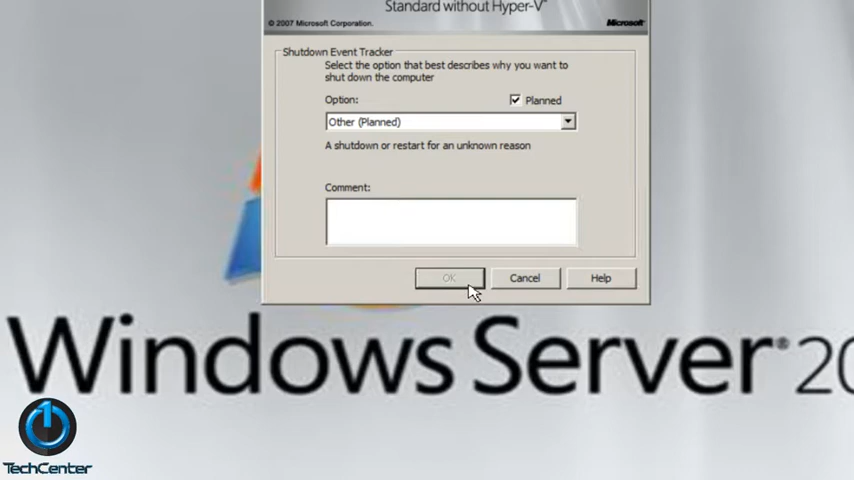 Standard without Hyper-V™
© 2007 Microsoft Corporation.
Microsoft
Shutdown Event Tracker
Select the option that best describes why you want to
shut down the computer
Option:
Planned
Other (Planned)
A shutdown or restart for an unknown reason
Comment:
OK
Cancel
Help
Windows Server® 20
TechCenter